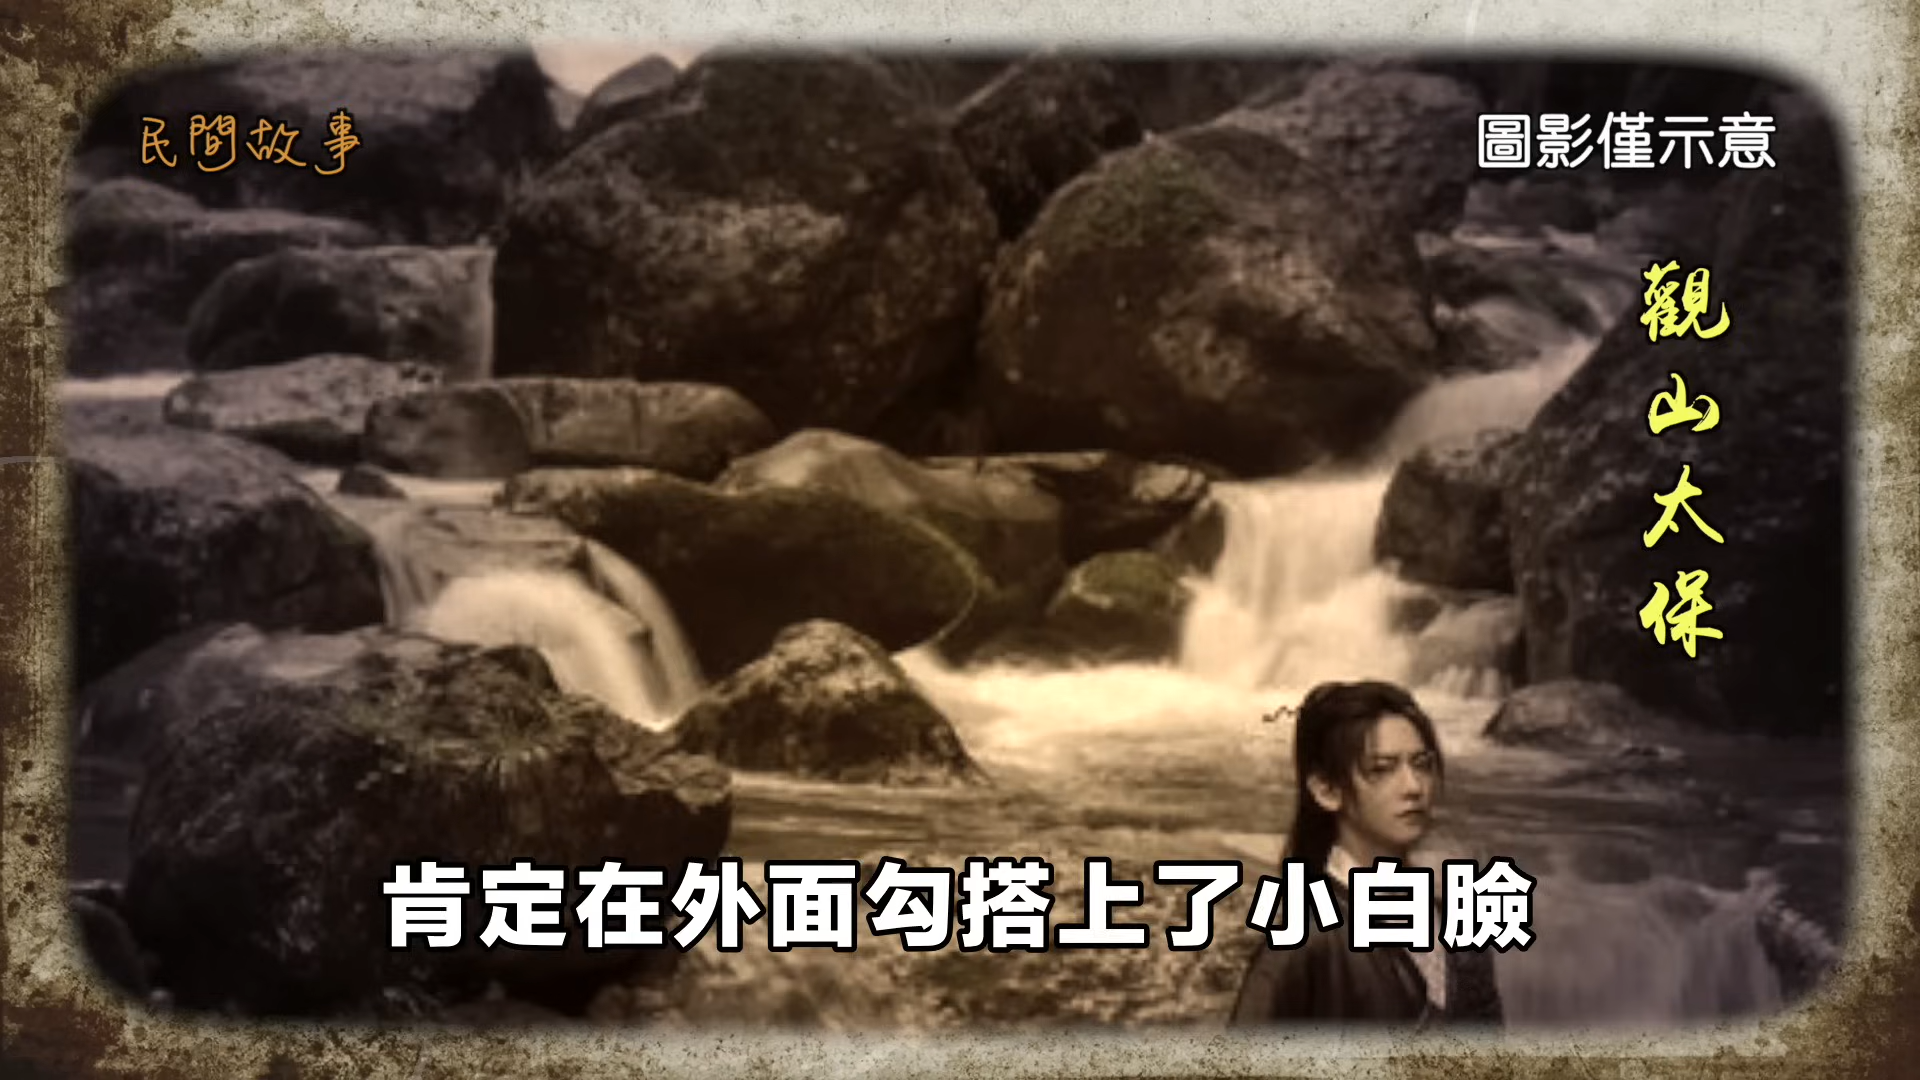 民間故事
圖影僅示意
觀山太保
肯定在外面勾搭上了小白臉